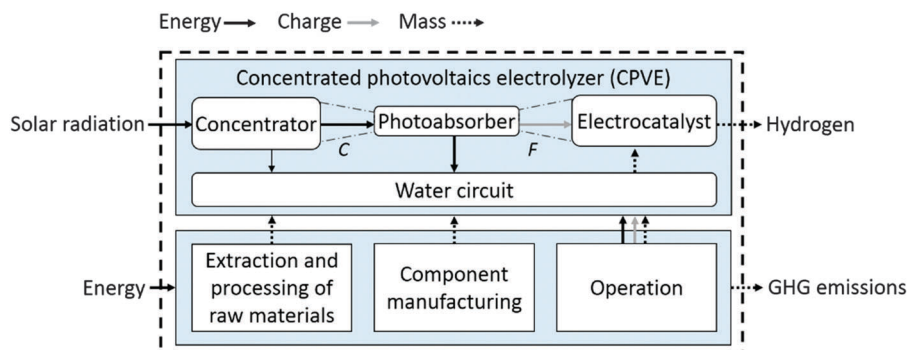 Energy Charge Mass
Concentrated photovoltaics electrolyzer (CPVE)
Solar radiation Concentrator Photoabsorber Electrocatalyst Hydrogen
C F
Water circuit
Extraction and
processing of
raw materials
Component
manufacturing
Operation
Energy
GHG emissions